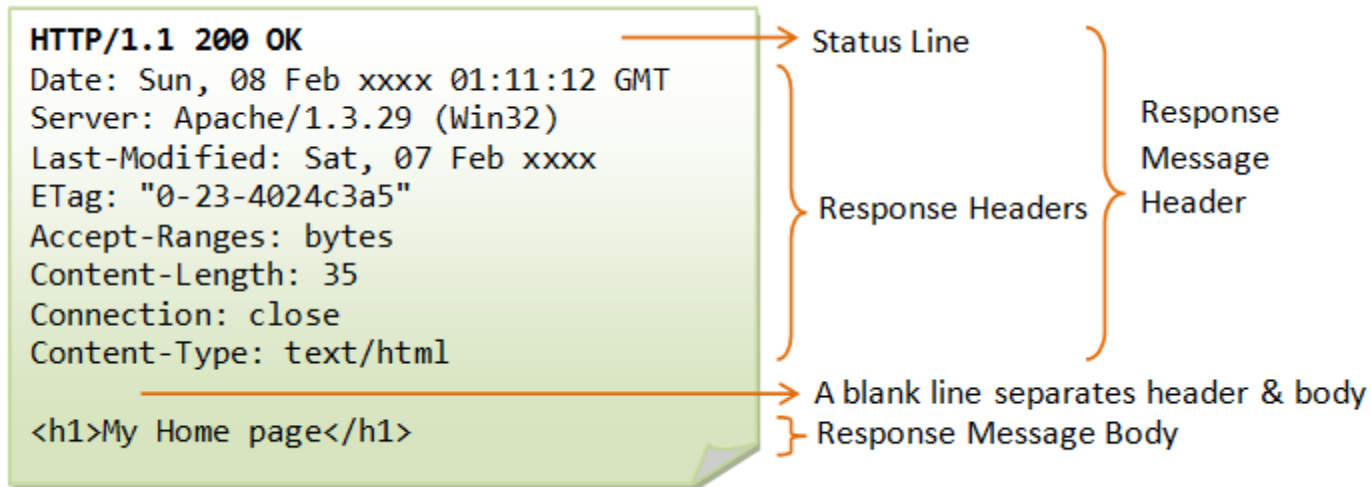 HTTP/1.1 200 OK
Date: Sun, 08 Feb xxxx 01:11:12 GMT
Server: Apache/1.3.29 (Win32)
Last-Modified: Sat, 07 Feb xxxx
ETag: "0-23-4024c3a5"
Accept-Ranges: bytes
Content-Length: 35
Connection: close
Content-Type: text/html
<h1>My Home page</h1>
Status Line
Response Headers
Response
Message
Header
A blank line separates header & body
Response Message Body